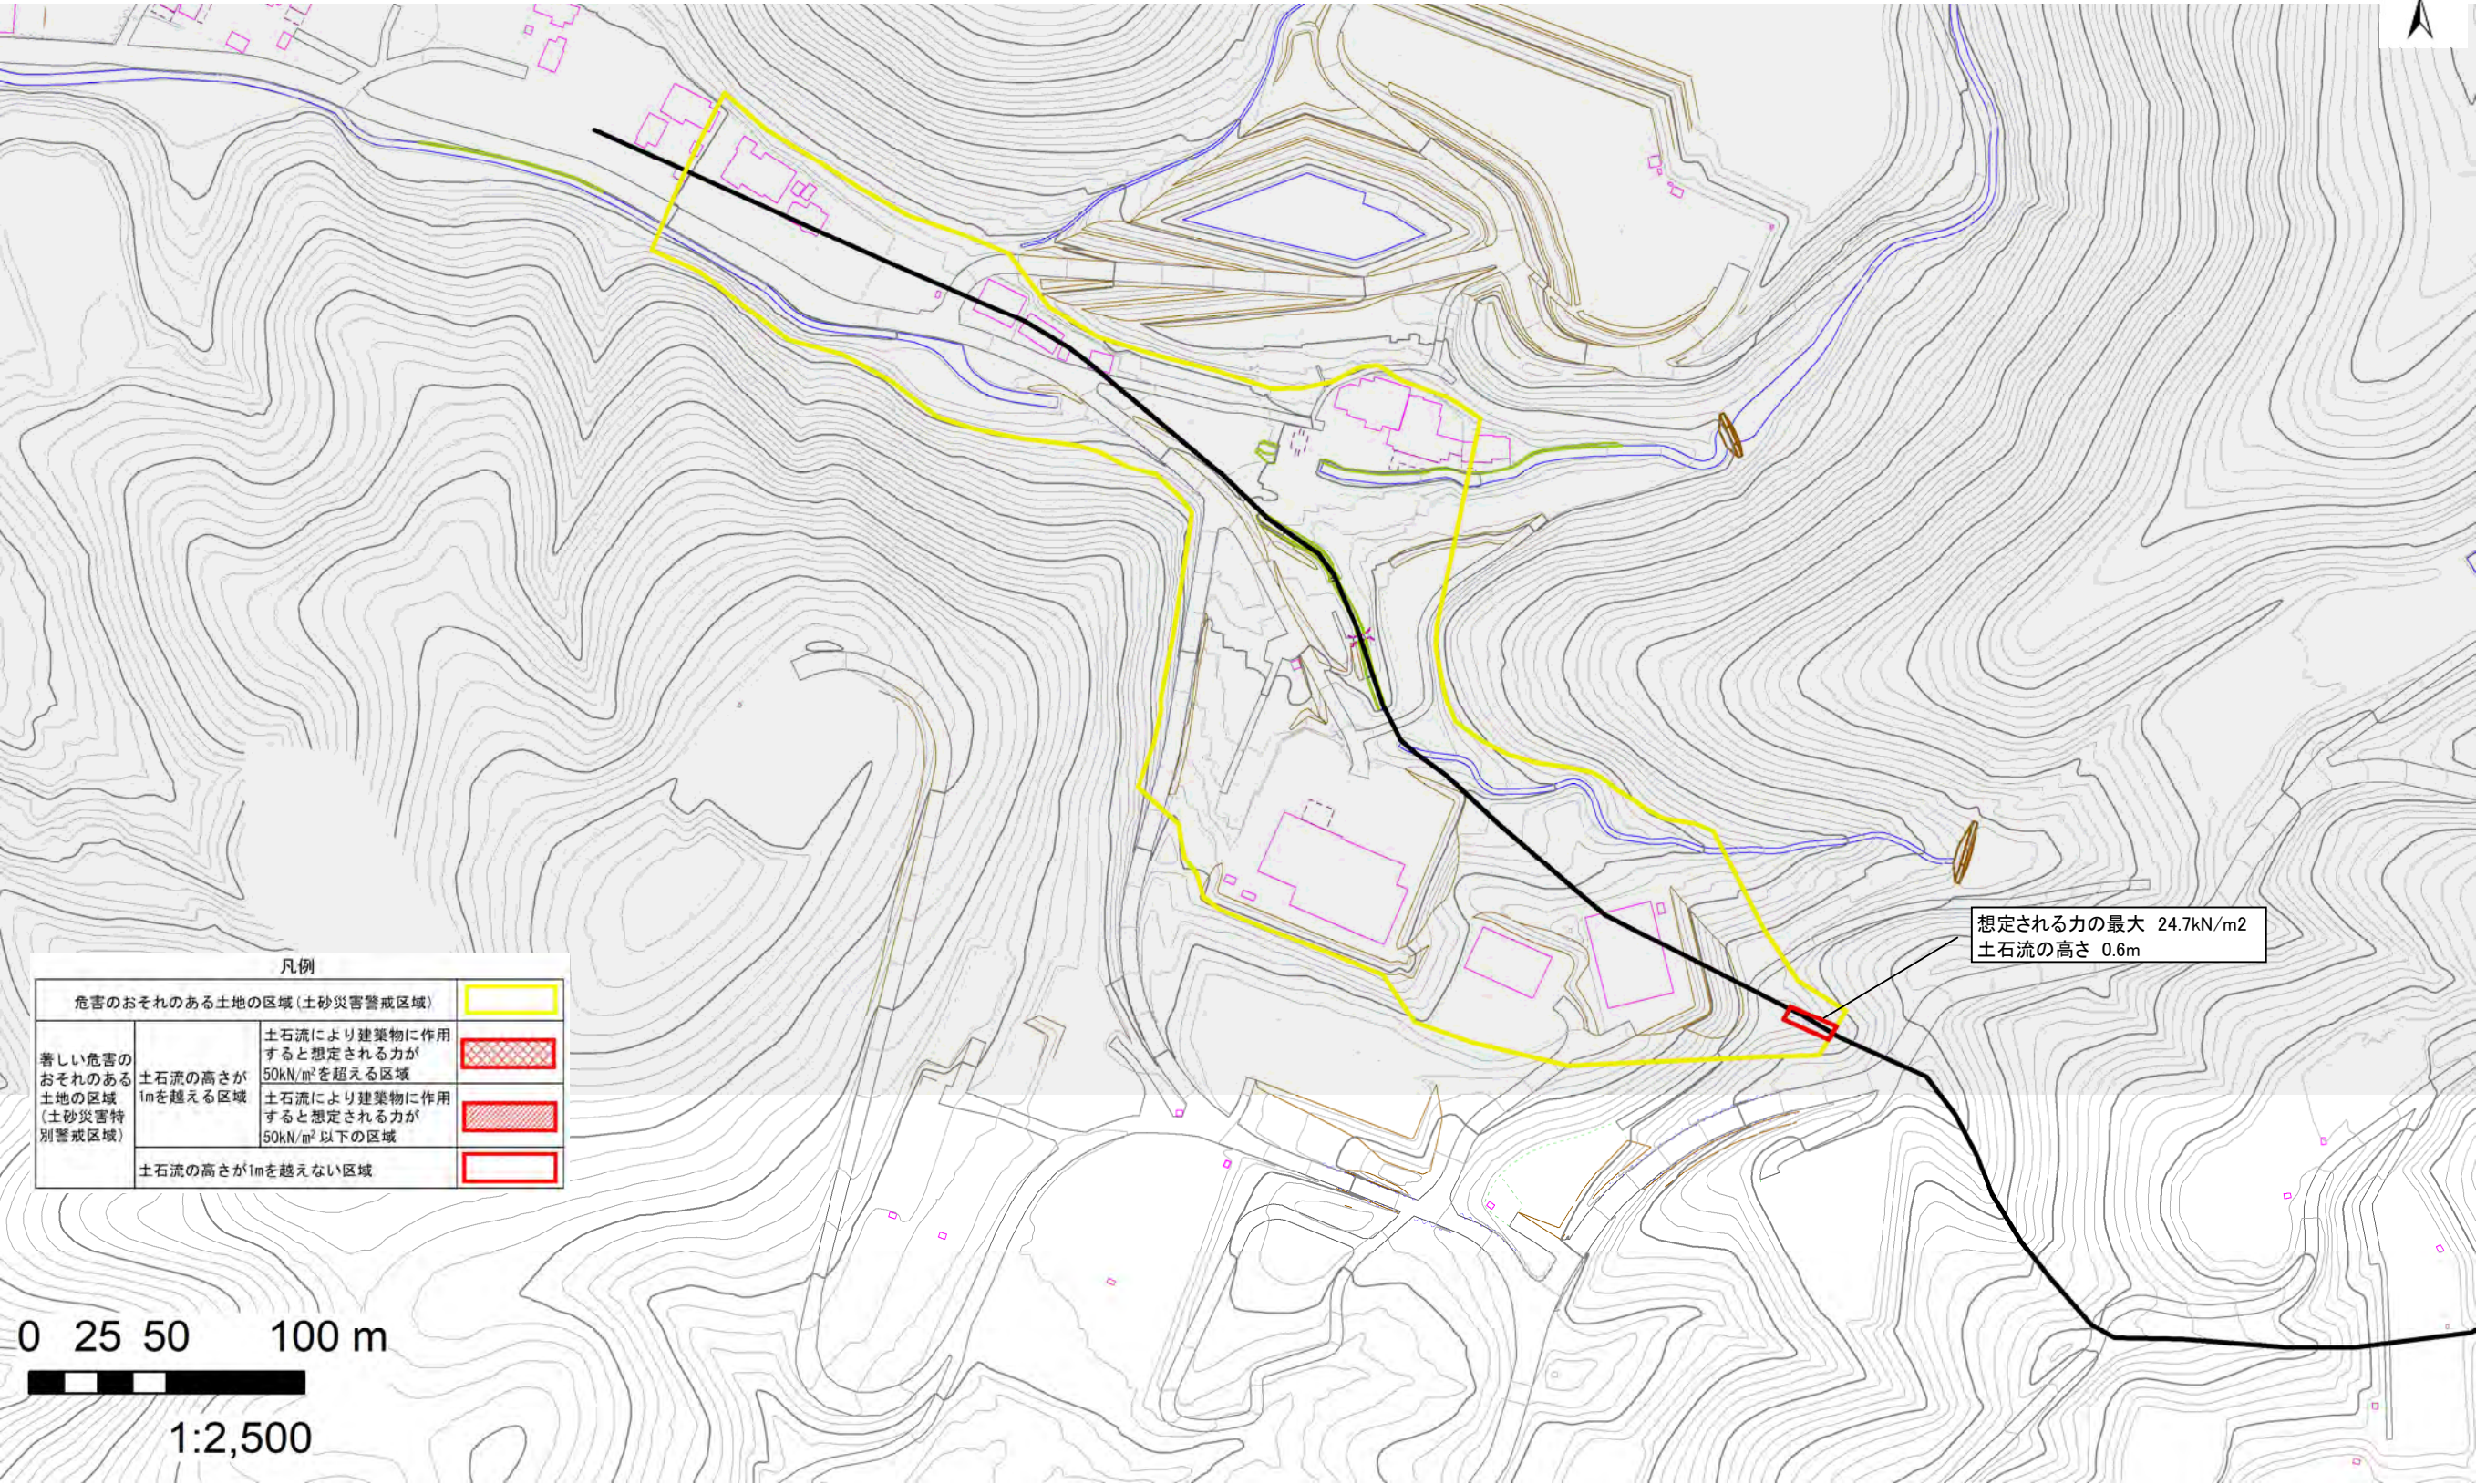 想定される力の最大 24.7kN/m2
土石流の高さ 0.6m
凡例
危害のおそれのある土地の区域(土砂災害警戒区域)
著しい危害の
おそれのある
土地の区域
(土砂災害特
別警戒区域)
土石流の高さが
1mを越える区域
土石流により建築物に作用
すると想定される力が
50kN/㎡を超える区域
土石流により建築物に作用
すると想定される力が
50kN/㎡以下の区域
土石流の高さが1mを越えない区域
0 25 50 100 m
1:2,500